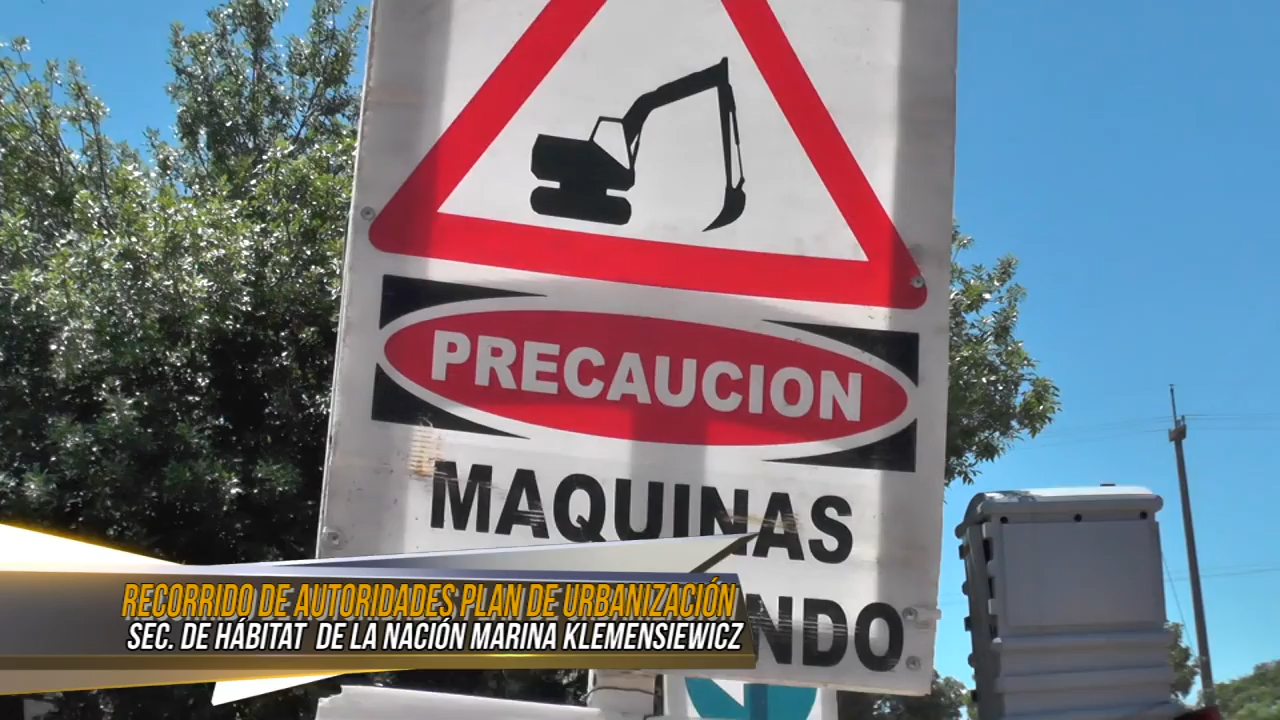 PRECAUCION
MAQUINAS
NDO
RECORRIDO DE AUTORIDADES PLAN DE URBANIZACIÓN
SEC. DE HÁBITAT DE LA NACIÓN MARINA KLEMENSIEWICZ